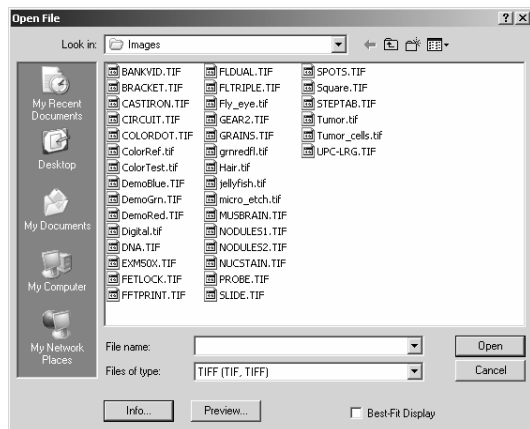 Open File
Look in: Images
My Recent
Documents
Desktop
My Documents
My Computer
My Network
Places
BANKVID.TIF
BRACKET.TIF
CASTIRON.TIF
CIRCUIT.TIF
COLORDOT.TIF
ColorRef.tif
ColorTest.tif
DemoBlue.TIF
DemoGrn.TIF
DemoRed.TIF
Digital.tif
DNA.TIF
EXM50X.TIF
FETLOCK.TIF
FFTPRINT.TIF
FLDUAL.TIF
FLTRIPLE.TIF
Fly_eye.tif
GEAR2.TIF
GRAINS.TIF
grnredfl.tif
Hair.tif
jellyfish.tif
micro_etch.tif
MUSBRAIN.TIF
NODULES1.TIF
NODULES2.TIF
NUCSTAIN.TIF
PROBE.TIF
SLIDE.TIF
SPOTS.TIF
Square.TIF
STEPTAB.TIF
Tumor.tif
Tumor_cells.tif
UPC-LRG.TIF
File name:
Open
Files of type: TIFF (TIF, TIFF)
Cancel
Info... Preview... Best-Fit Display